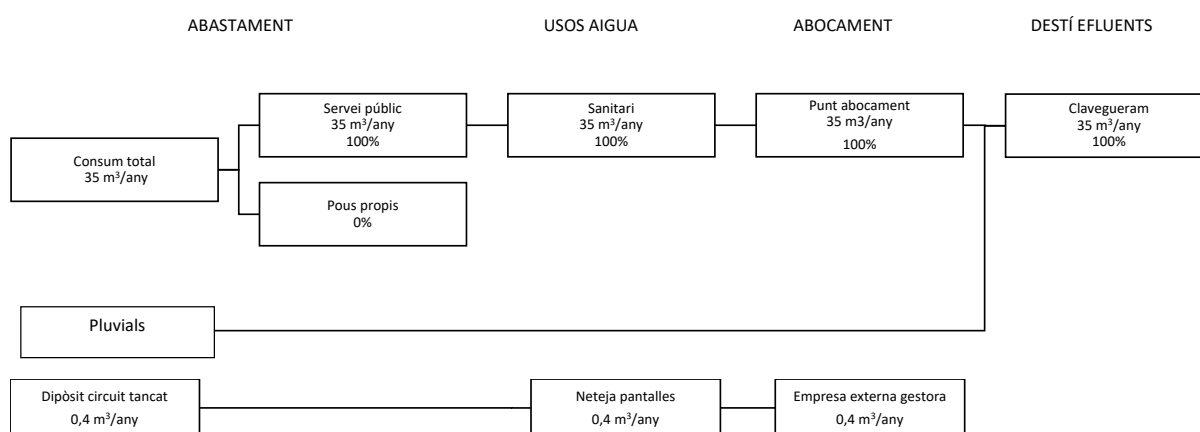 ABASTAMENT
USOS AIGUA
ABOCAMENT
DESTÍ EFLUENTS
Consum total
35 m³/any
Servei públic
35 m³/any
100%
Pous propis
0%
Sanitari
35 m³/any
100%
Punt abocament
35 m3/any
100%
Clavegueram
35 m³/any
100%
Pluvials
Dipòsit circuit tancat
0,4 m³/any
Neteja pantalles
0,4 m³/any
Empresa externa gestora
0,4 m³/any